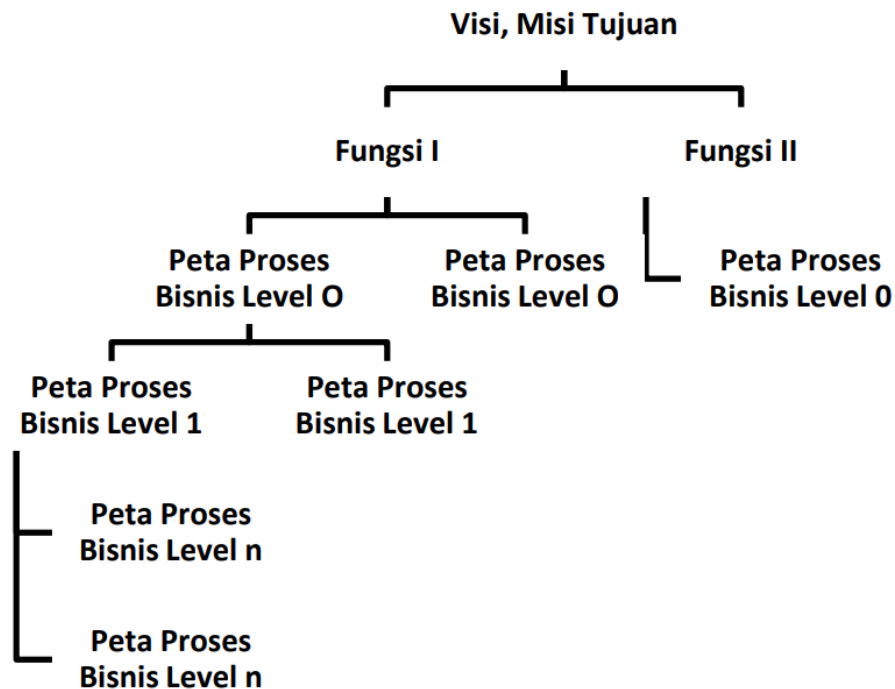 Visi, Misi Tujuan
Fungsi I
Fungsi II
Peta Proses
Bisnis Level O
Peta Proses
Bisnis Level O
Peta Proses
Bisnis Level 0
Peta Proses
Bisnis Level 1
Peta Proses
Bisnis Level 1
Peta Proses
Bisnis Level n
Peta Proses
Bisnis Level n